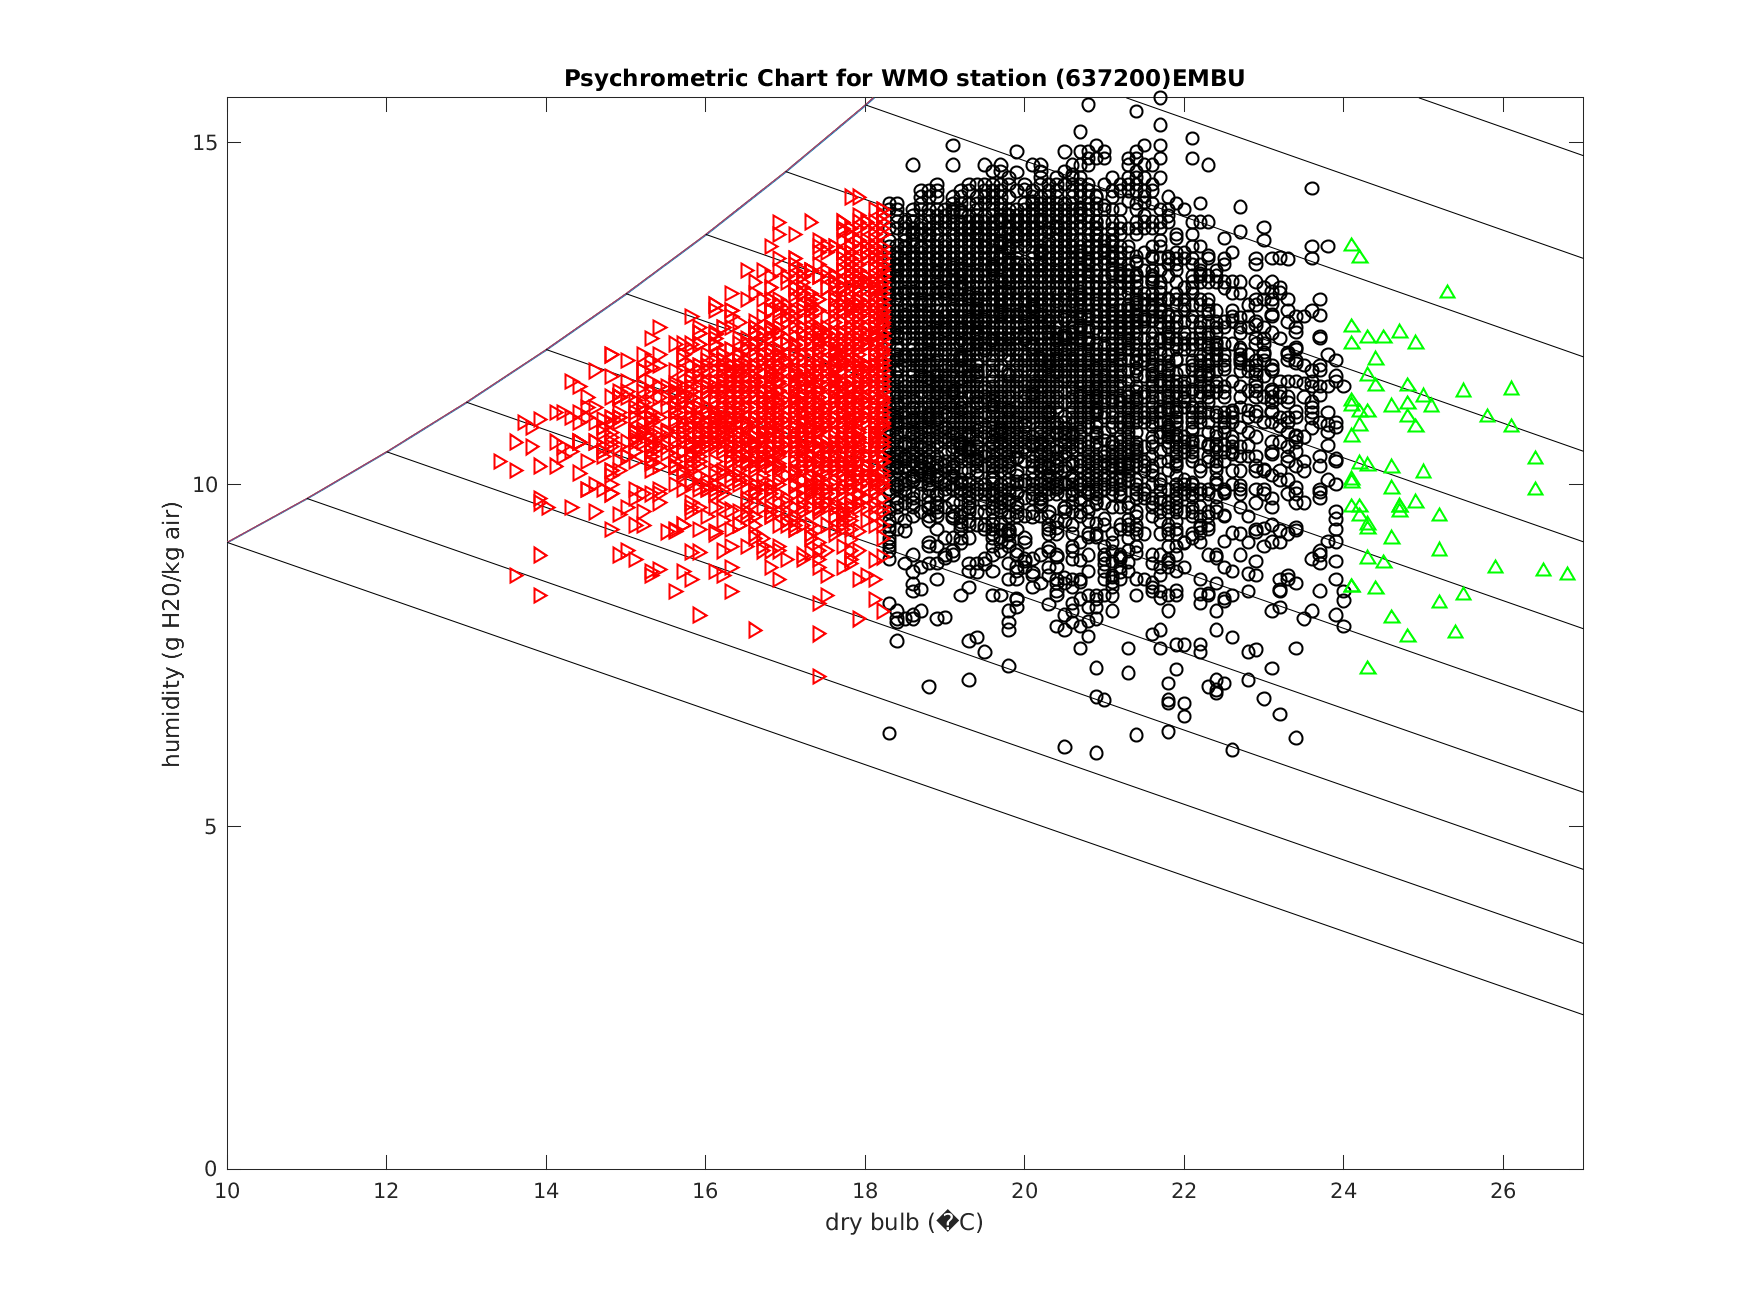 Psychrometric Chart for WMO station (637200)EMBU
15
10
5
0
humidity (g H20/kg air)
10 12 14 16 18 20 22 24 26
dry bulb (�C)